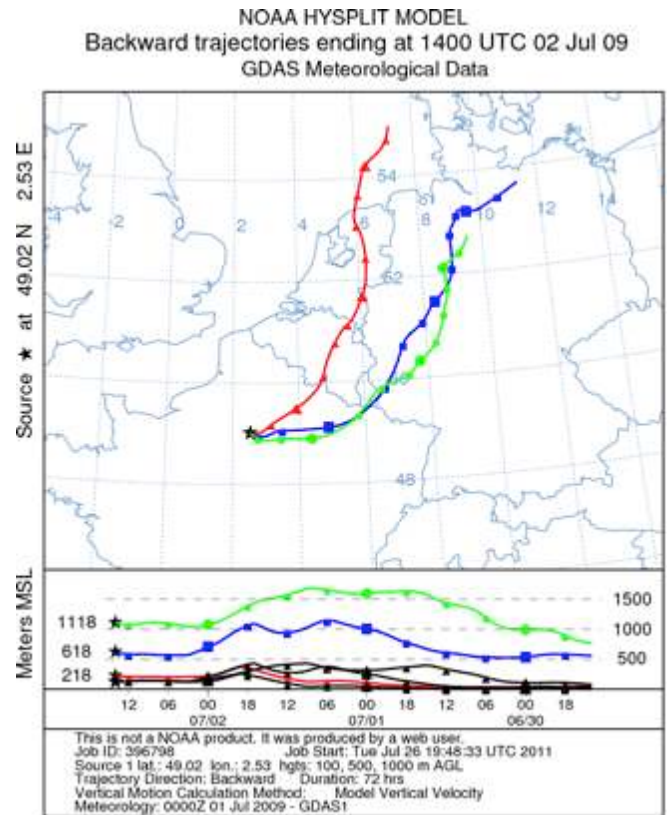 NOAA HYSPLIT MODEL
Backward trajectories ending at 1400 UTC 02 Jul 09
GDAS Meteorological Data
Source ★ at 49.02 N 2.53 E
-4 -2 0 2 4 6 8 10 12 14
54
51
52
50
48
Meters MSL
1118
618
218
1500
1000
500
12 06 00 18 12 06 00 18 12 06 00 18
07/02 07/01 06/30
This is not a NOAA product. It was produced by a web user.
Job ID: 396798 Job Start: Tue Jul 26 19:48:33 UTC 2011
Source 1 lat.: 49.02 lon.: 2.53 hgts: 100, 500, 1000 m AGL
Trajectory Direction: Backward Duration: 72 hrs
Vertical Motion Calculation Method: Model Vertical Velocity
Meteorology: 0000Z 01 Jul 2009 - GDAS1